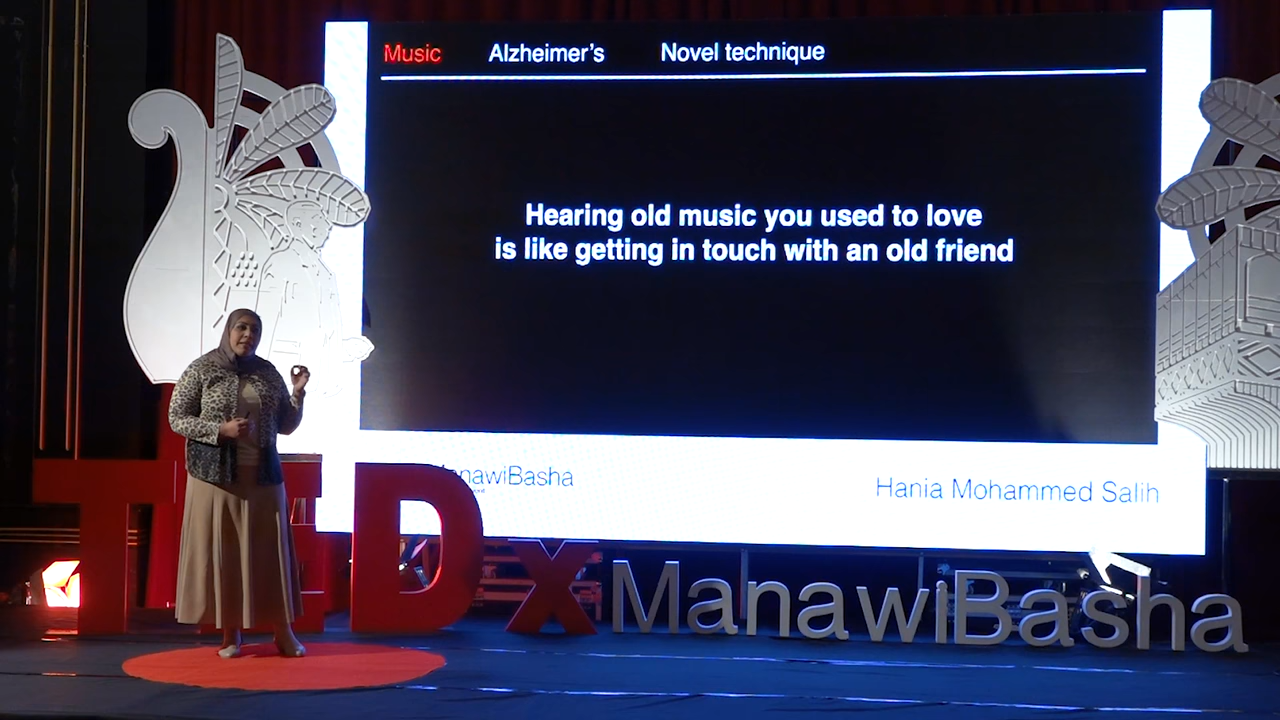 Music Alzheimer's Novel technique
Hearing old music you used to love
is like getting in touch with an old friend
ManawiBasha
Hania Mohammed Salih
TEDxManawiBasha